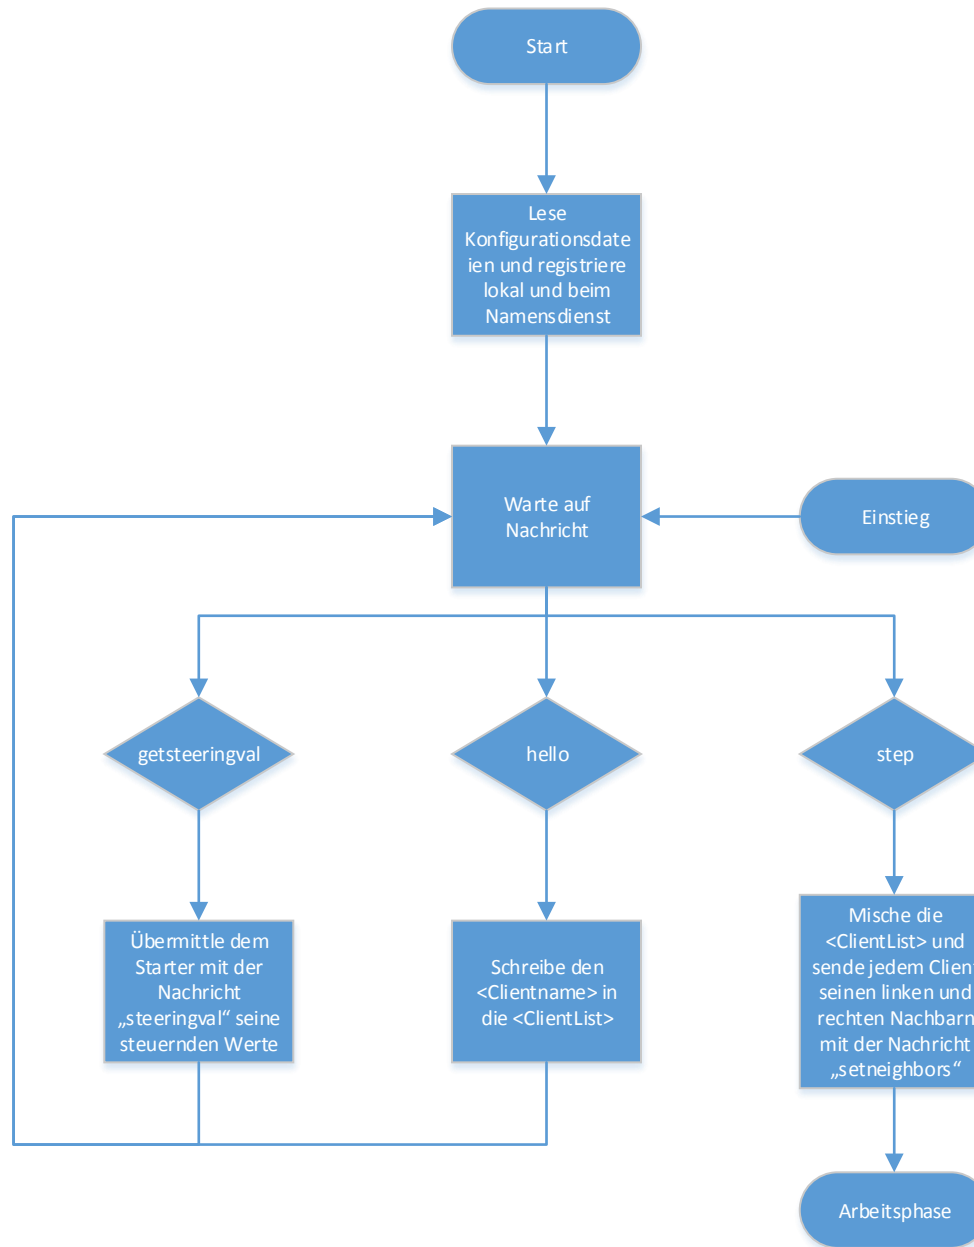 Start
Lese
Konfigurationsdate
ien und registriere
lokal und beim
Namensdienst
Warte auf
Nachricht
Einstieg
getsteeringval
hello
step
Übermittle dem
Starter mit der
Nachricht
„steeringval“ seine
steuernden Werte
Schreibe den
<Clientname> in
die <ClientList>
Mische die
<ClientList> und
sende jedem Client
seinen linken und
rechten Nachbarn
mit der Nachricht
„setneighbors“
Arbeitsphase